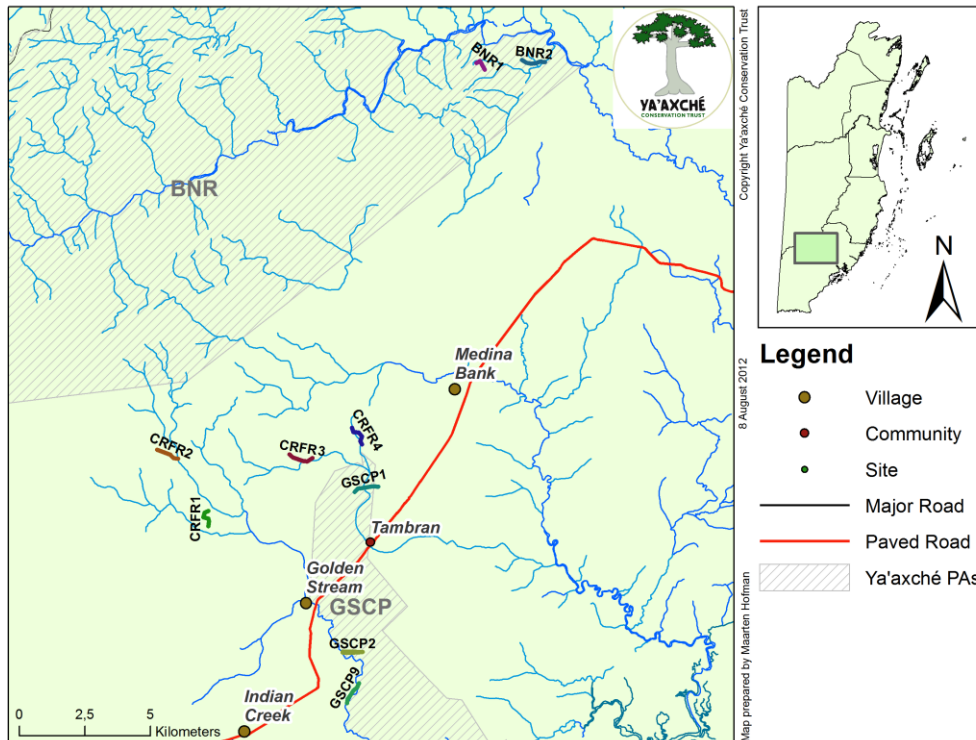 BNR1
BNR2
YA'AXCHÉ
CONSERVATION TRUST
BNR
Medina
Bank
CRFR4
CRFR2
CRFR3
GSCP1
CRFR1
Tambran
Golden
Stream
GSCP
GSCP2
GSCP9
Indian
Creek
0 2,5 5
Kilometers
Copyright Ya'axché Conservation Trust
8 August 2012
Map prepared by Maarten Hofman
N
Legend
Village
Community
Site
Major Road
Paved Road
Ya'axché PAs